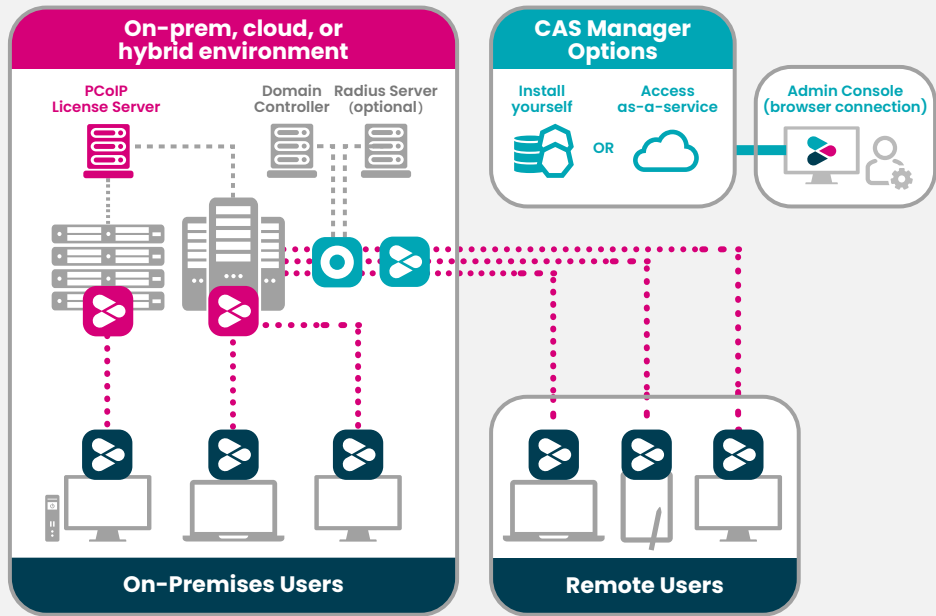 On-prem, cloud, or
hybrid environment
PCoIP
License Server
Domain
Controller
Radius Server
(optional)
CAS Manager
Options
Install
yourself
OR
Access
as-a-service
Admin Console
(browser connection)
On-Premises Users
Remote Users